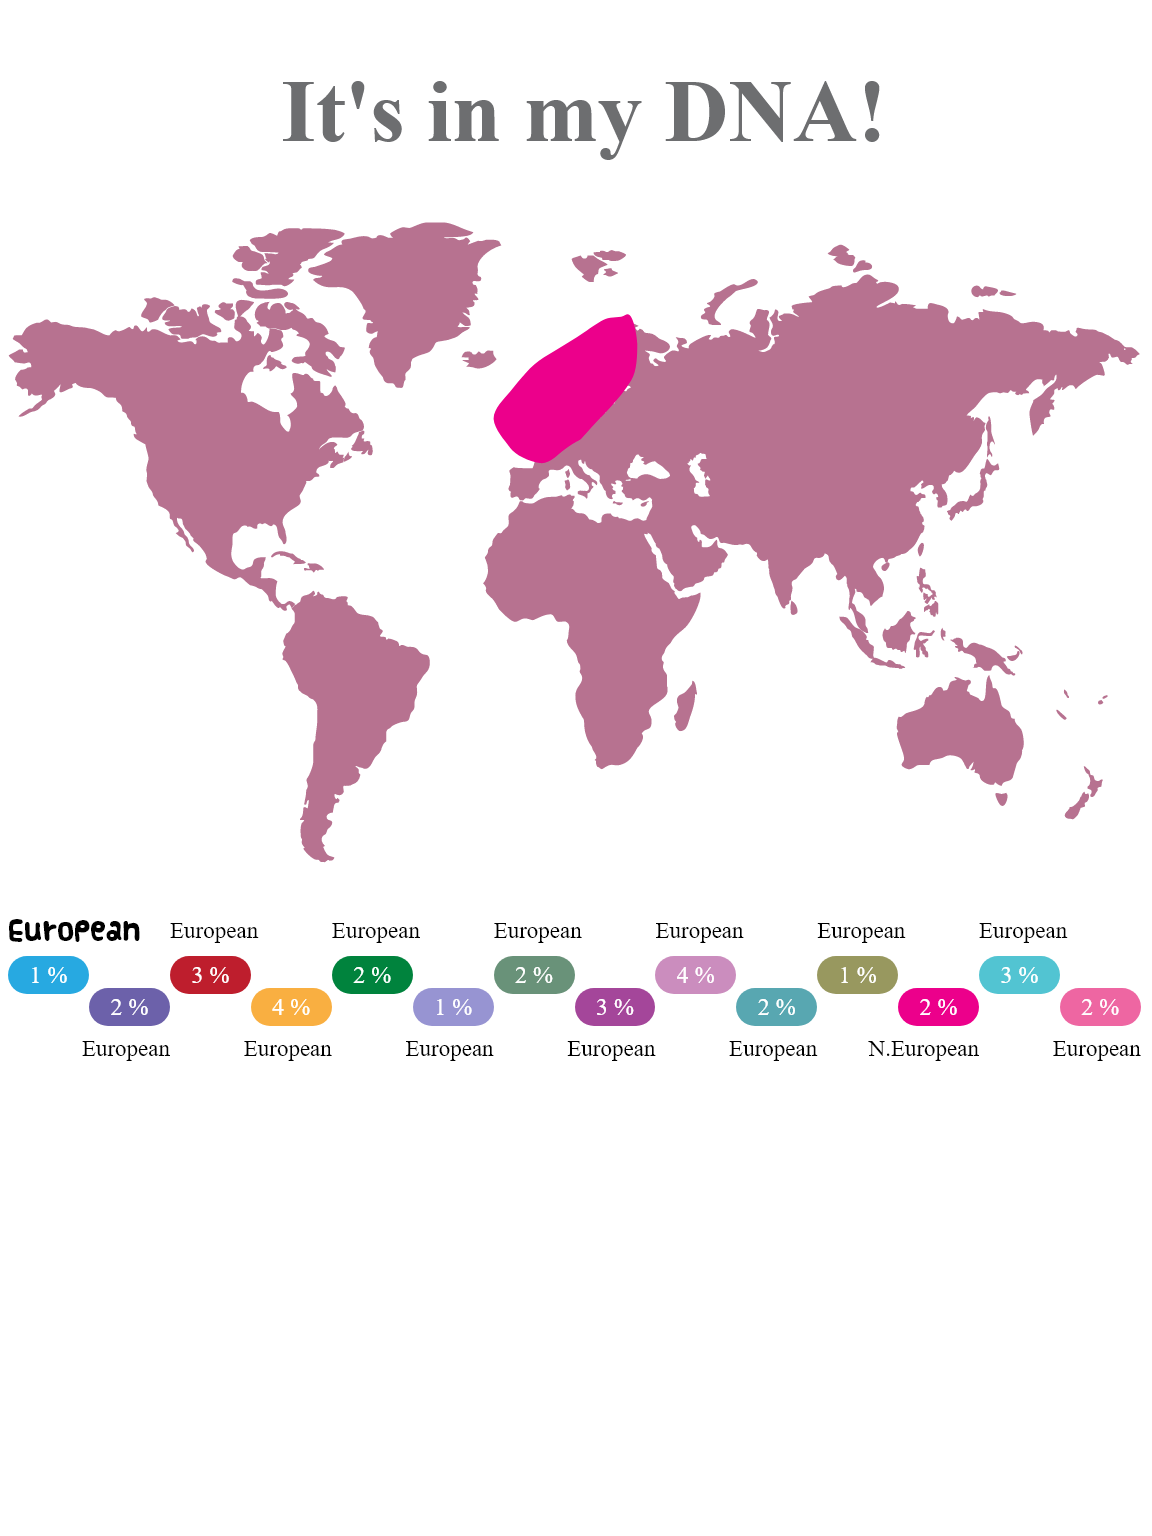 It's in my DNA!
European European European European European European European
1 % 3 % 2 % 2 % 4 % 1 % 3 %
2 % 4 % 1 % 3 % 2 % 2 % 2 %
European European European European European N.European European